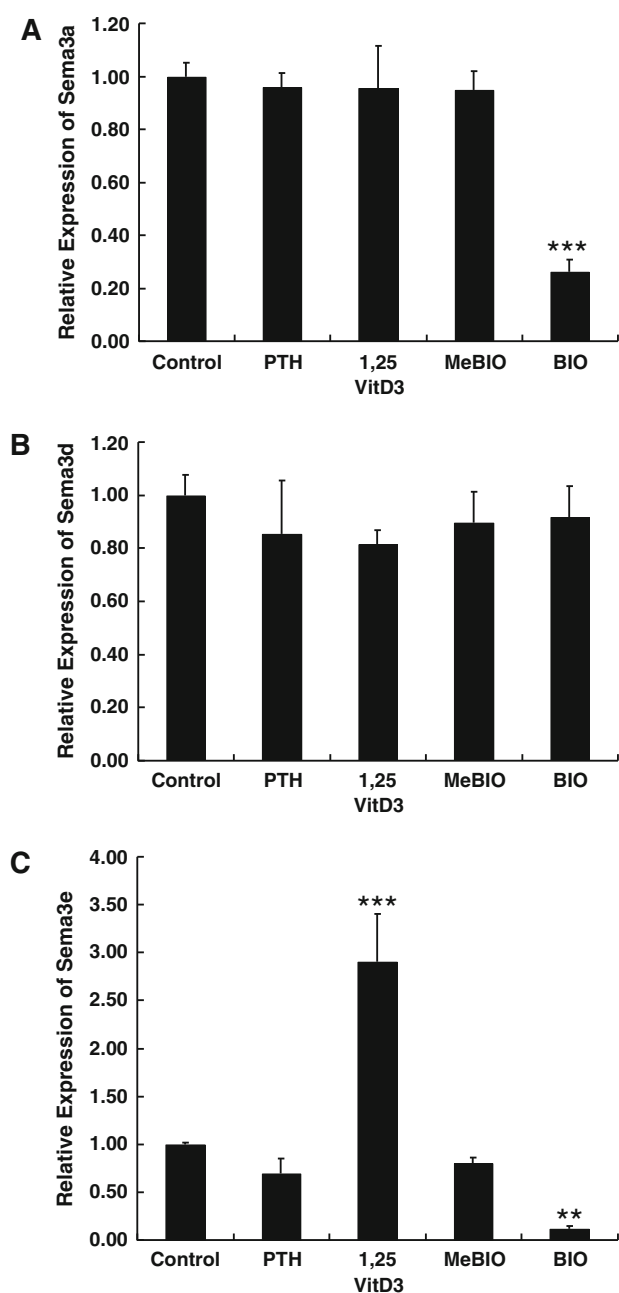 A
Relative Expression of Sema3a
1.20
1.00
0.80
0.60
0.40
0.20
0.00
***
Control PTH 1,25 MeBIO BIO
VitD3
B
Relative Expression of Sema3d
1.20
1.00
0.80
0.60
0.40
0.20
0.00
Control PTH 1,25 MeBIO BIO
VitD3
C
Relative Expression of Sema3e
4.00
3.50
3.00
2.50
2.00
1.50
1.00
0.50
0.00
***
**
Control PTH 1,25 MeBIO BIO
VitD3